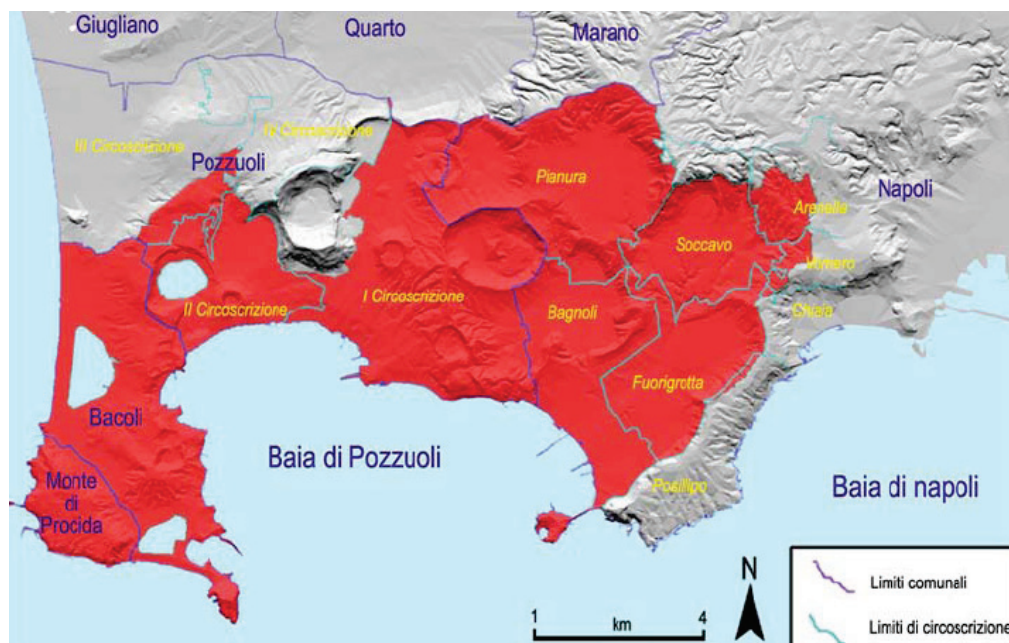 Giugliano
Quarto
Marano
III Circoscrizione
IV Circoscrizione
Pozzuoli
Pianura
Napoli
Arenella
Soccavo
Vomero
II Circoscrizione
I Circoscrizione
Bagnoli
Chiaia
Fuorigrotta
Bacoli
Baia di Pozzuoli
Monte
di
Procida
Posillipo
Baia di napoli
N
1
4
km
Limiti comunali
Limiti di circoscrizione